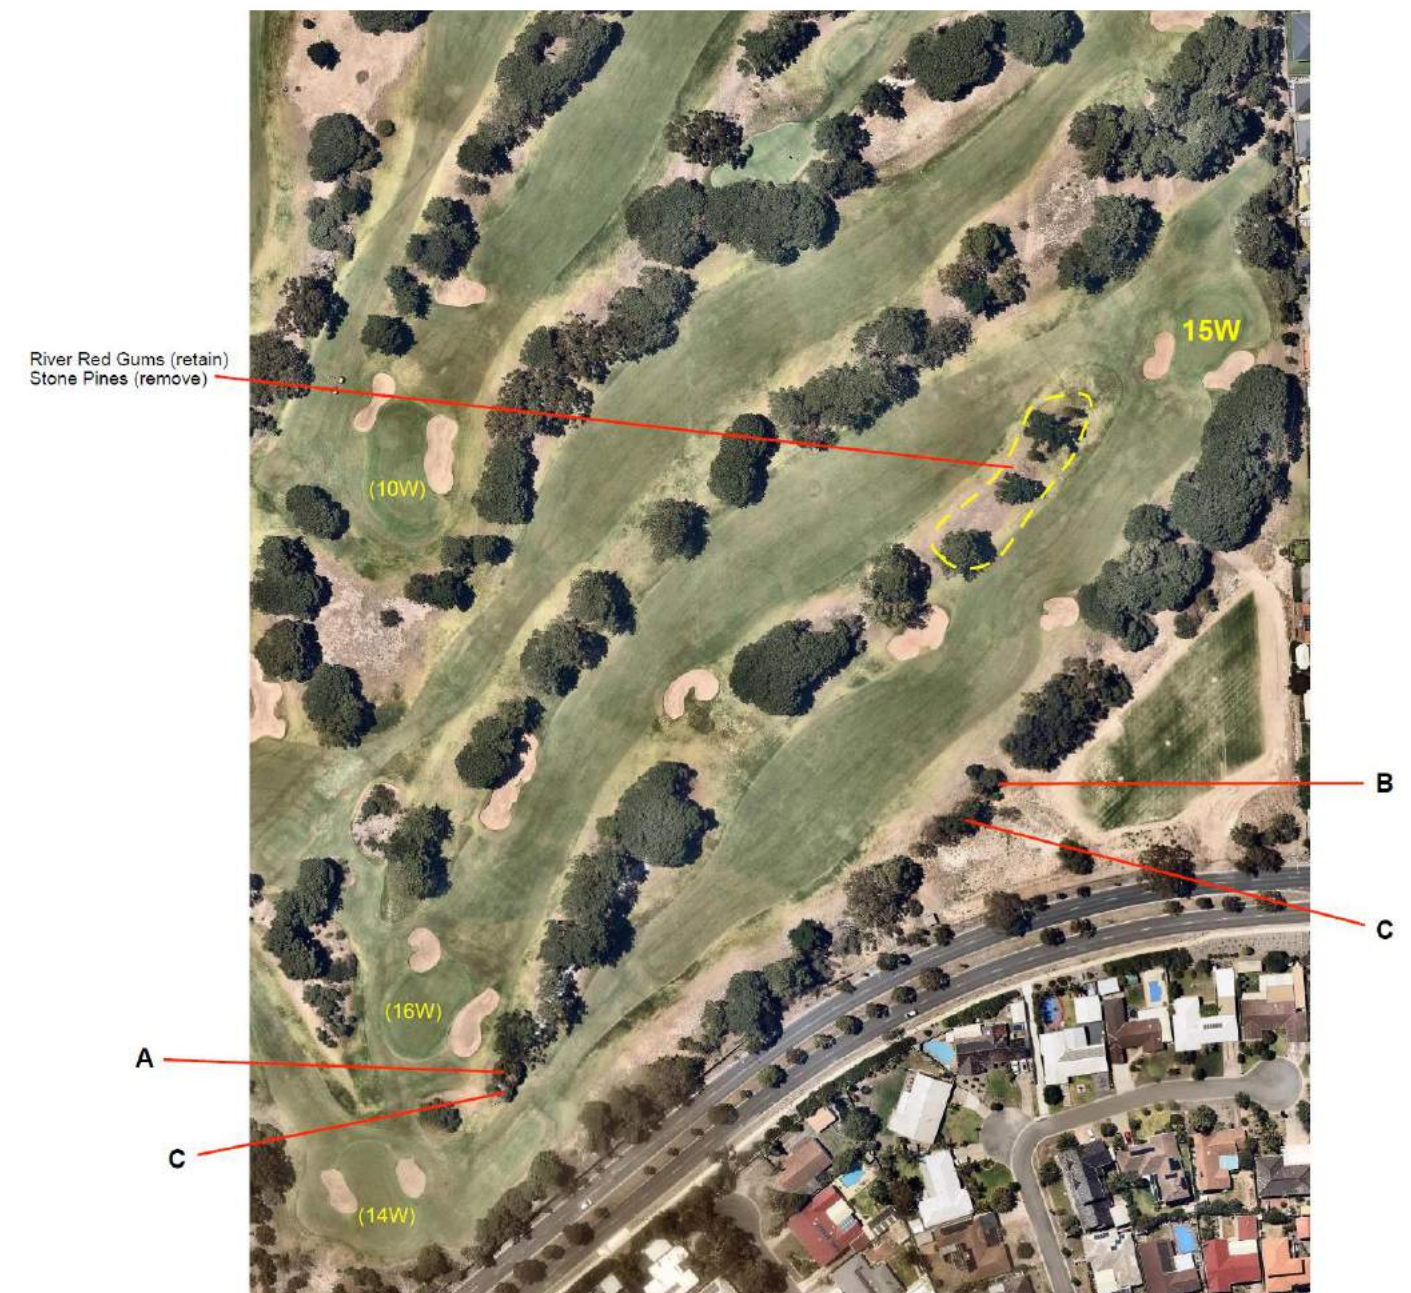 15W
River Red Gums (retain)
Stone Pines (remove)
(10W)
B
C
(16W)
A
C
(14W)